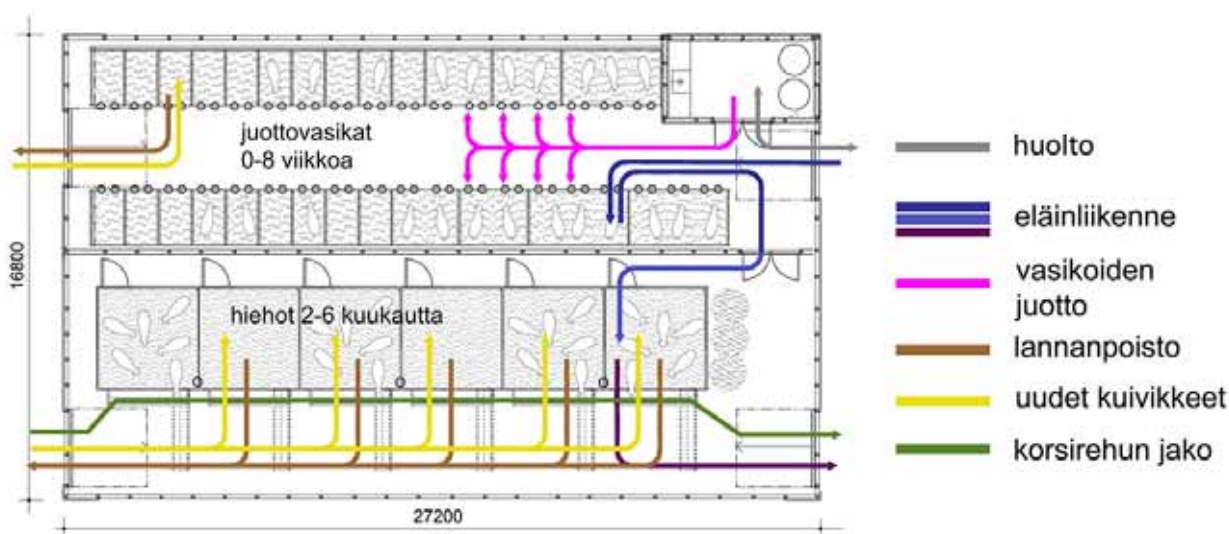 juottovasikat
0-8 viikkoa
hiehot 2-6 kuukautta
16800
27200
huolto
eläinliikenne
vasikoiden
juotto
lannanpoisto
uudet kuivikkeet
korsirehun jako